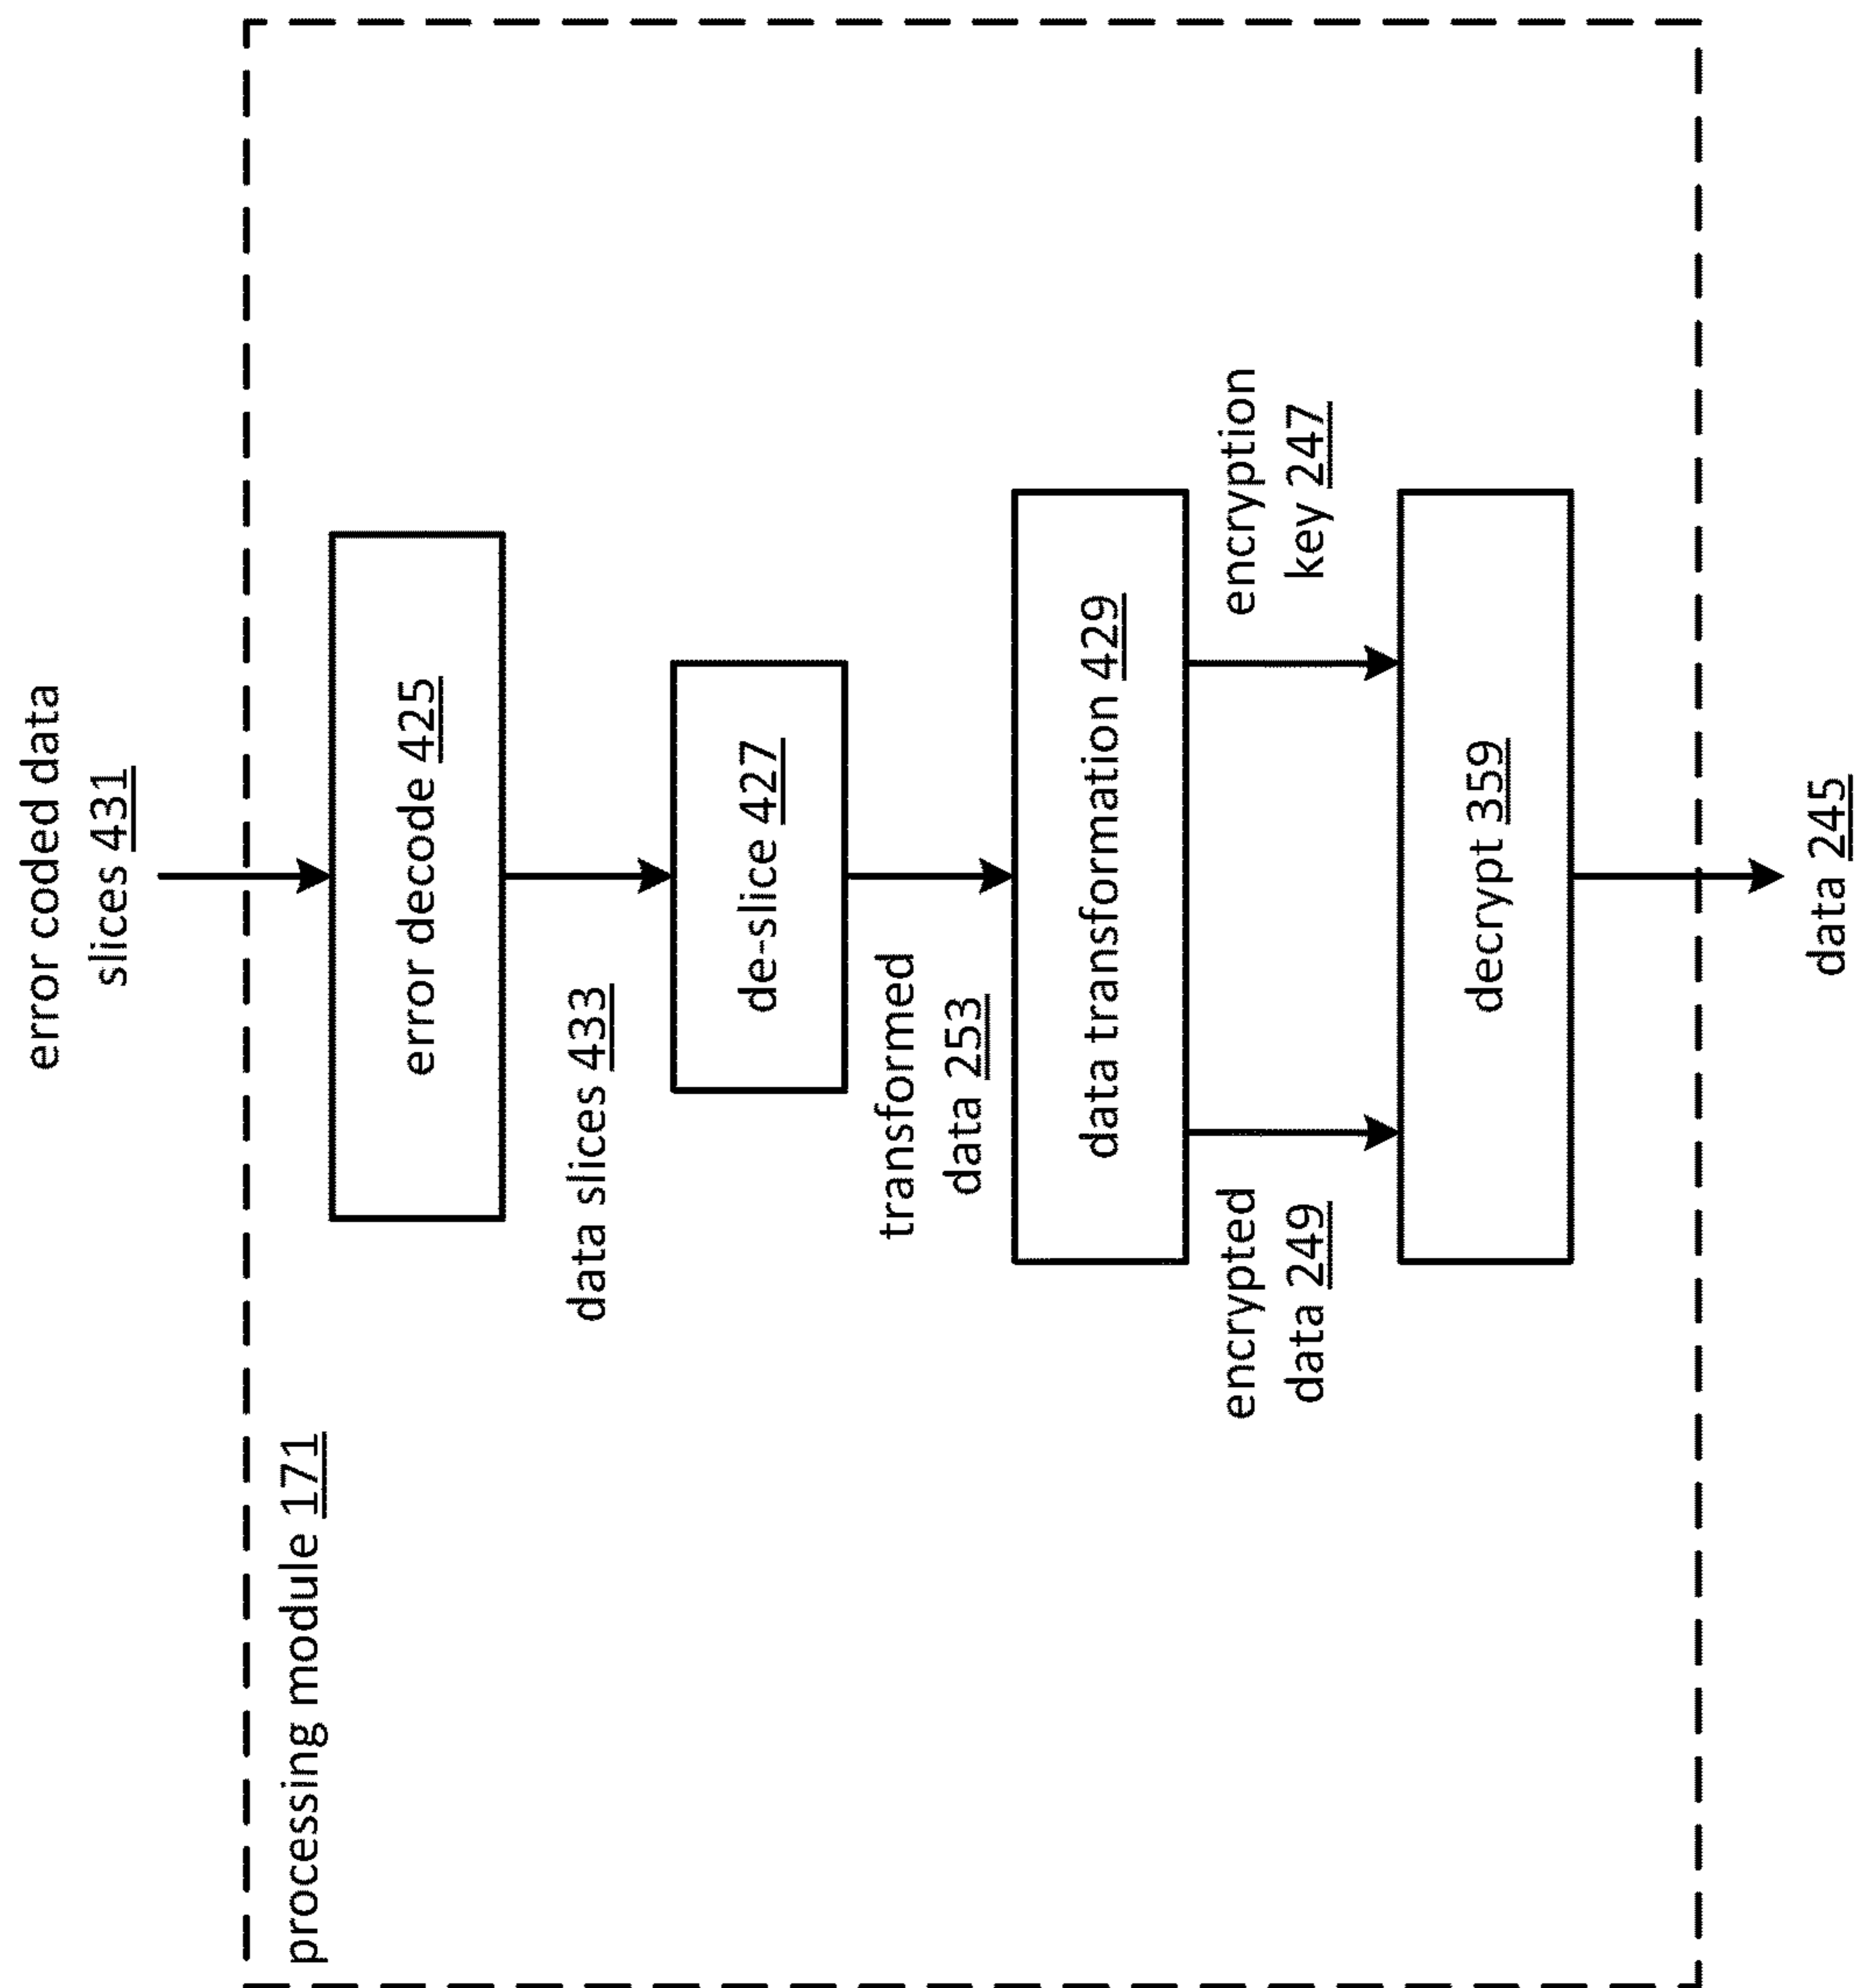 error coded data
slices 431
processing module 171
error decode 425
data slices 433
de-slice 427
transformed
data 253
data transformation 429
encrypted
data 249
encryption
key 247
decrypt 359
data 245